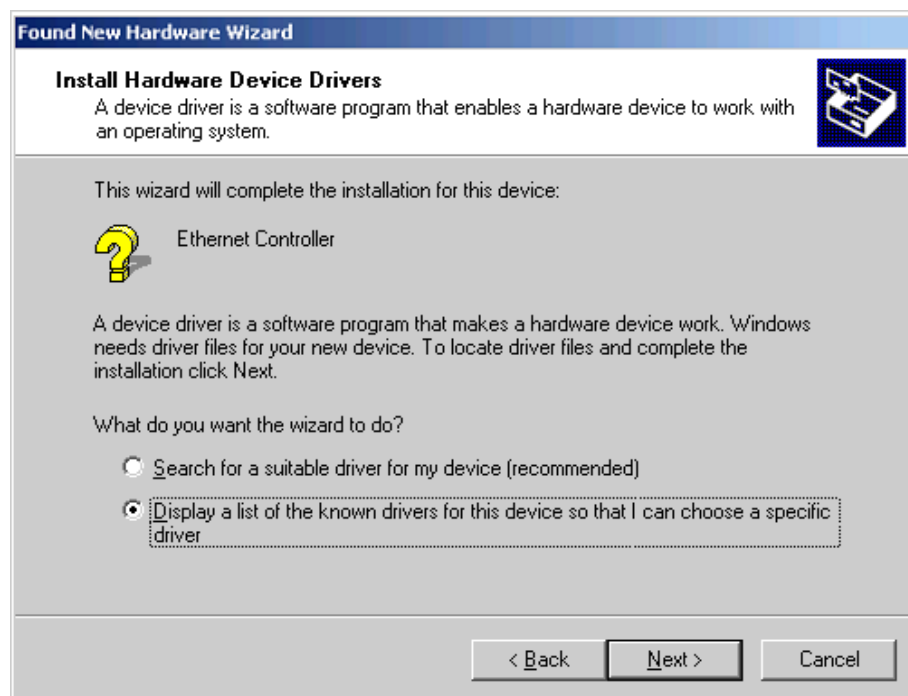 Found New Hardware Wizard
Install Hardware Device Drivers
A device driver is a software program that enables a hardware device to work with
an operating system.
This wizard will complete the installation for this device:
Ethernet Controller
A device driver is a software program that makes a hardware device work. Windows
needs driver files for your new device. To locate driver files and complete the
installation click Next.
What do you want the wizard to do?
Search for a suitable driver for my device (recommended)
Display a list of the known drivers for this device so that I can choose a specific
driver
< Back Next > Cancel